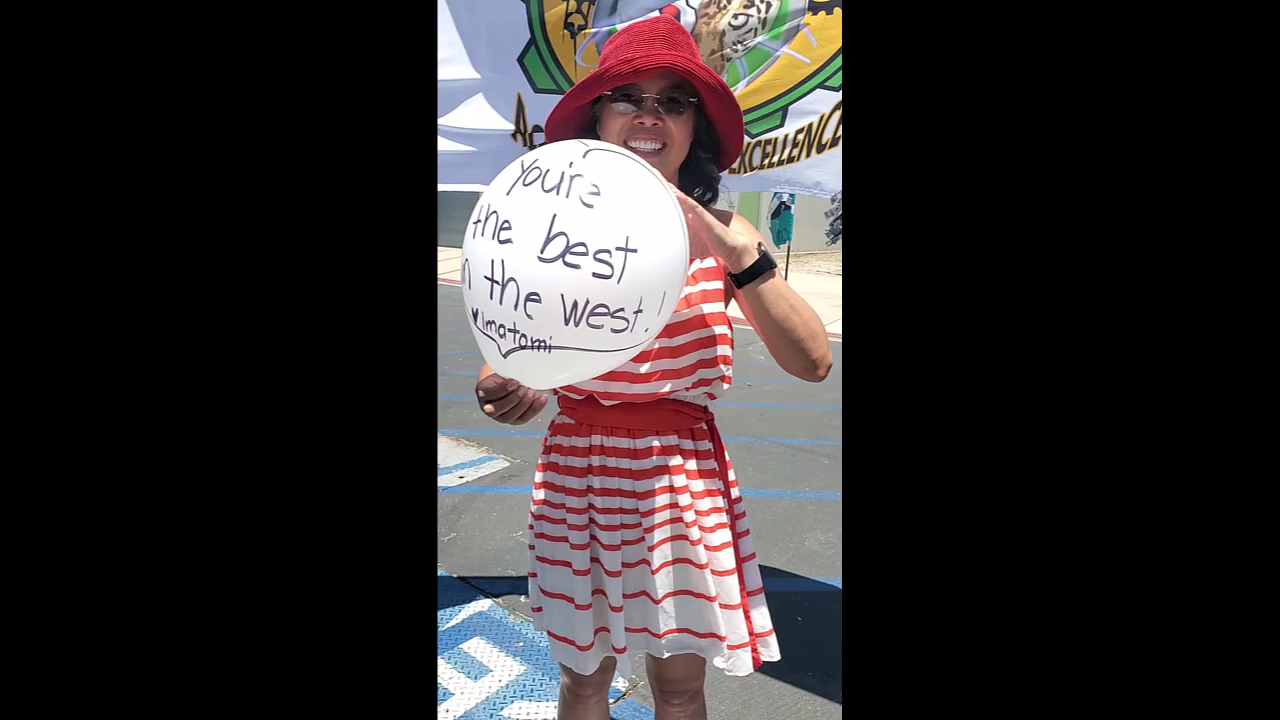 EXCELLENCE
You're
the best
n the west!
♥imatomi